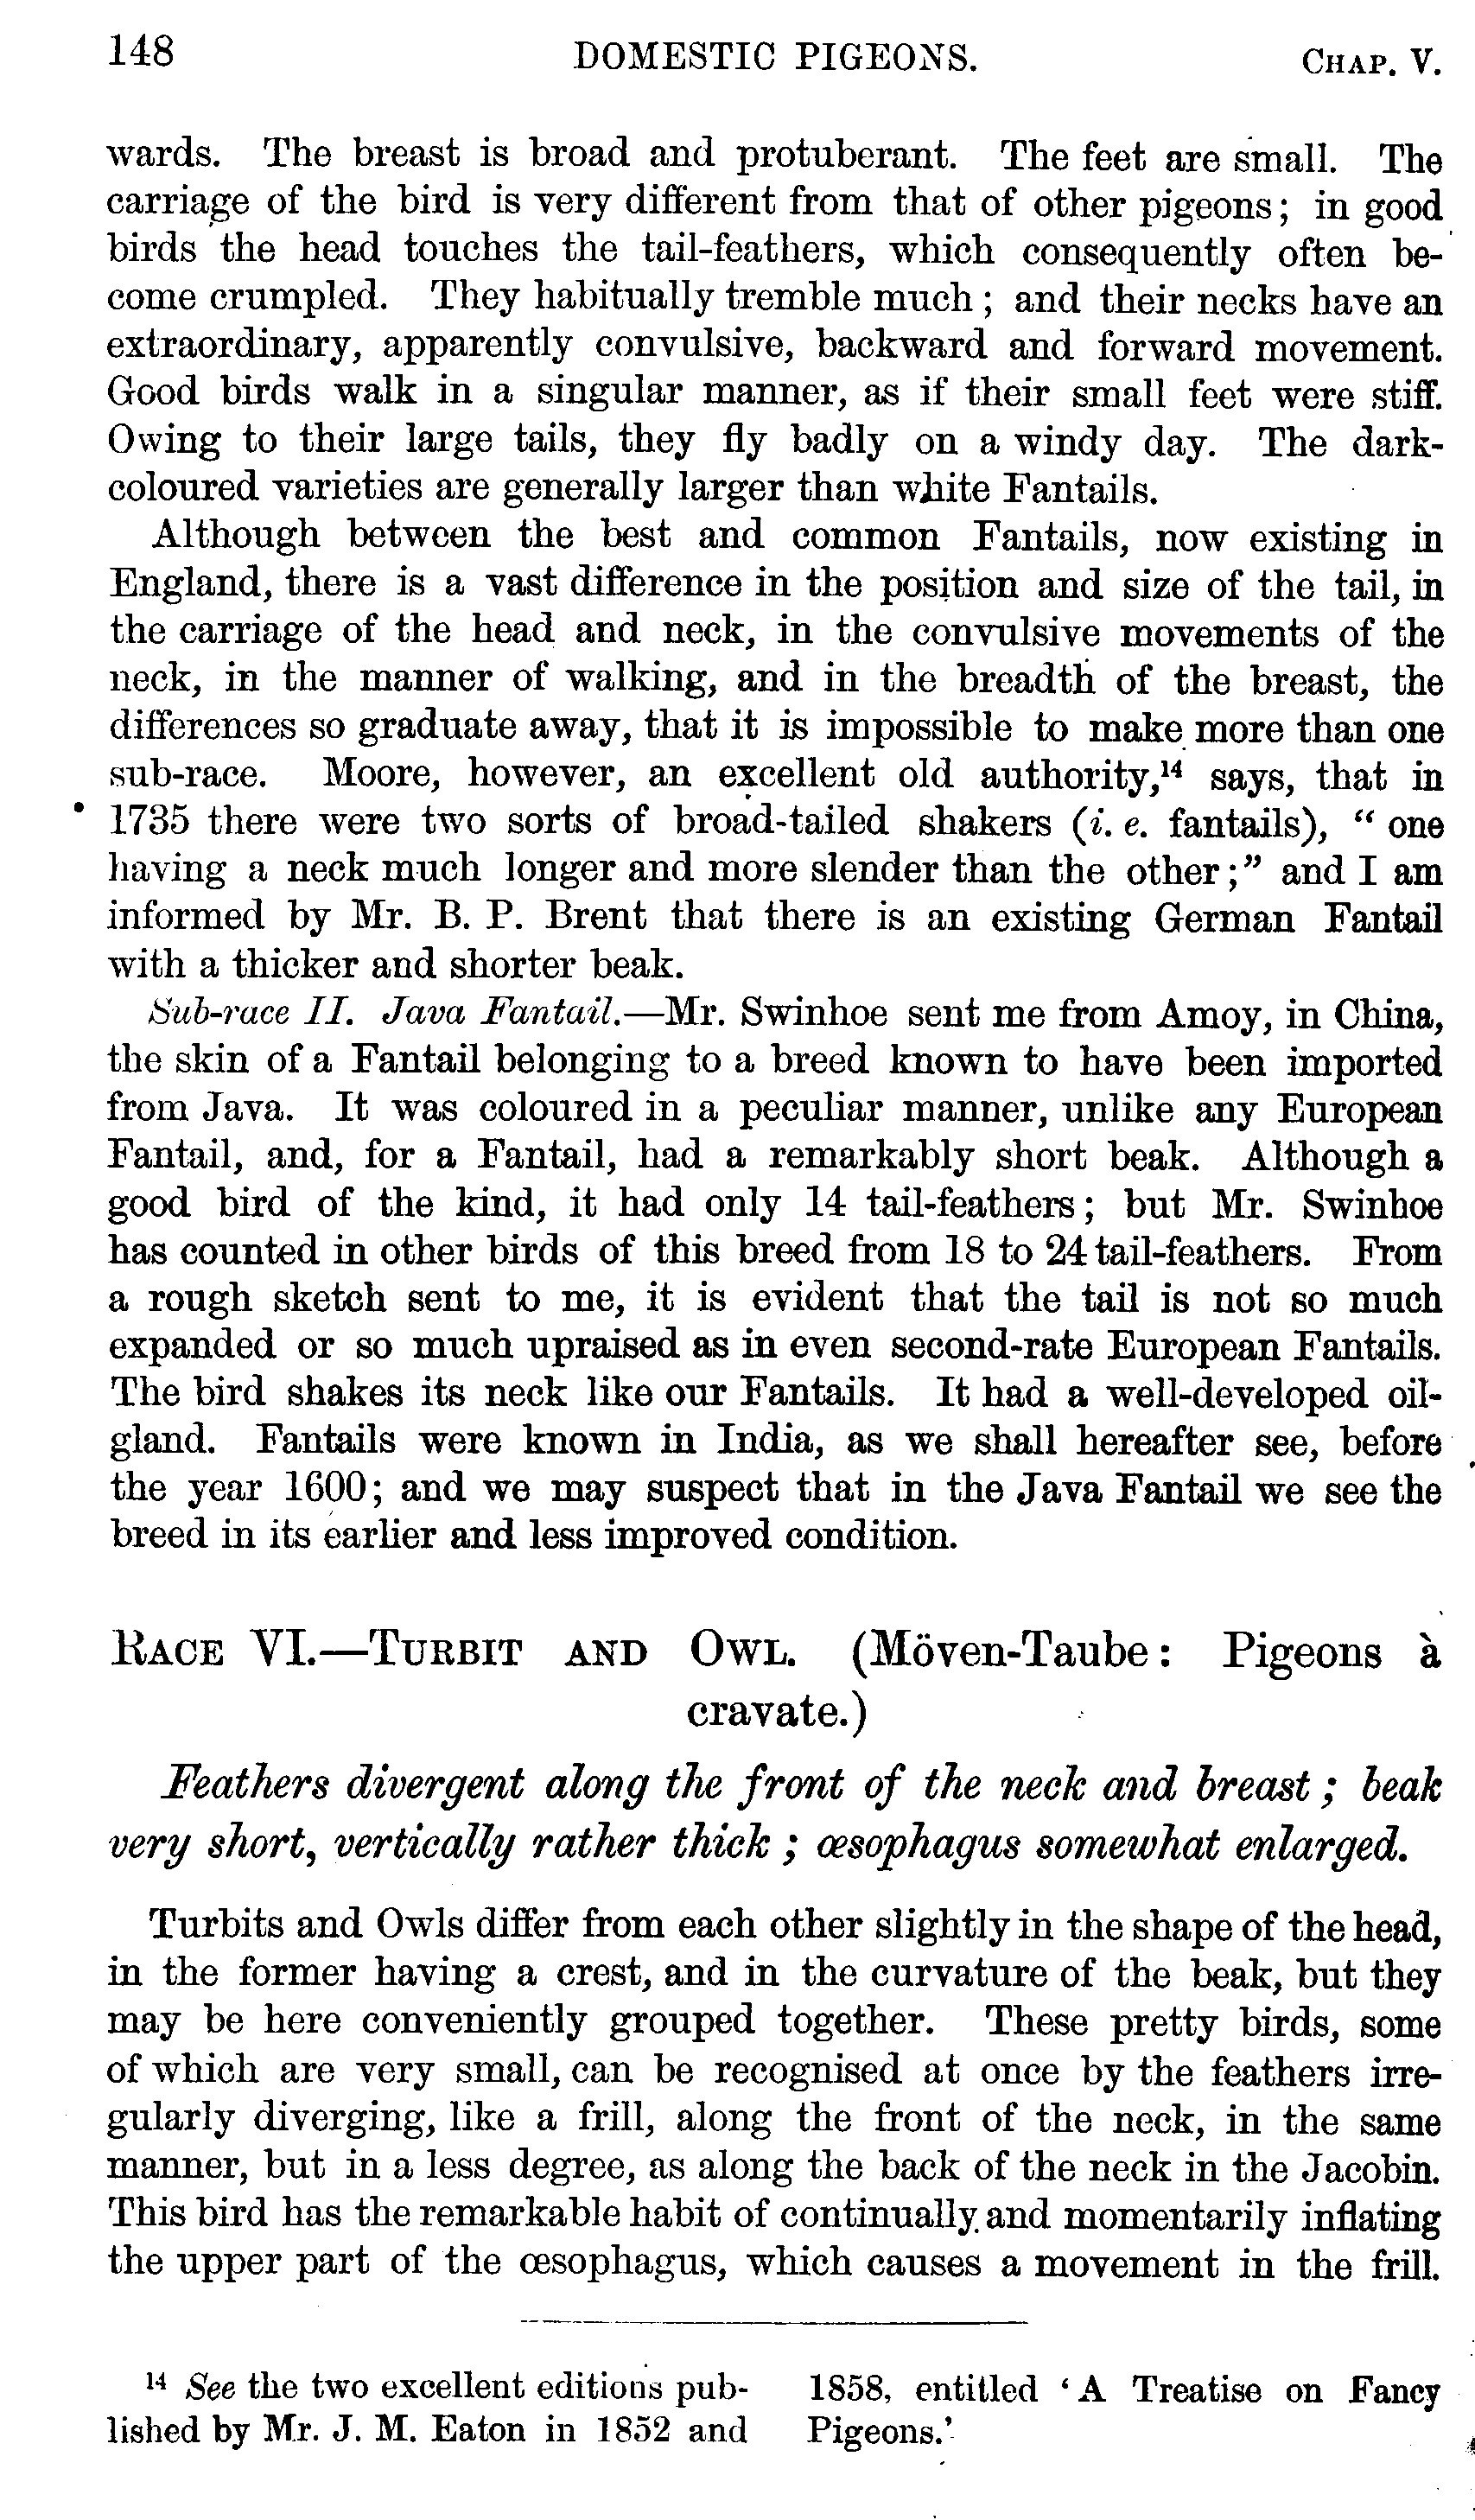 148 DOMESTIC PIGEONS. CHAP. V.
wards. The breast is broad and protuberant. The feet are small. The
carriage of the bird is very different from that of other pigeons; in good
birds the head touches the tail-feathers, which consequently often be-
come crumpled. They habitually tremble much; and their necks have an
extraordinary, apparently convulsive, backward and forward movement.
Good birds walk in a singular manner, as if their small feet were stiff.
Owing to their large tails, they fly badly on a windy day. The dark-
coloured varieties are generally larger than white Fantails.
Although between the best and common Fantails, now existing in
England, there is a vast difference in the position and size of the tail, in
the carriage of the head and neck, in the convulsive movements of the
neck, in the manner of walking, and in the breadth of the breast, the
differences so graduate away, that it is impossible to make more than one
sub-race. Moore, however, an excellent old authority,¹⁴ says, that in
1735 there were two sorts of broad-tailed shakers (i. e. fantails), “ one
having a neck much longer and more slender than the other;” and I am
informed by Mr. B. P. Brent that there is an existing German Fantail
with a thicker and shorter beak.
Sub-race II. Java Fantail.—Mr. Swinhoe sent me from Amoy, in China,
the skin of a Fantail belonging to a breed known to have been imported
from Java. It was coloured in a peculiar manner, unlike any European
Fantail, and, for a Fantail, had a remarkably short beak. Although a
good bird of the kind, it had only 14 tail-feathers; but Mr. Swinhoe
has counted in other birds of this breed from 18 to 24 tail-feathers. From
a rough sketch sent to me, it is evident that the tail is not so much
expanded or so much upraised as in even second-rate European Fantails.
The bird shakes its neck like our Fantails. It had a well-developed oil-
gland. Fantails were known in India, as we shall hereafter see, before
the year 1600; and we may suspect that in the Java Fantail we see the
breed in its earlier and less improved condition.
RACE VI.—TURBIT AND OWL. (Möven-Taube: Pigeons à
cravate.)
Feathers divergent along the front of the neck and breast; beak
very short, vertically rather thick; œsophagus somewhat enlarged.
Turbits and Owls differ from each other slightly in the shape of the head,
in the former having a crest, and in the curvature of the beak, but they
may be here conveniently grouped together. These pretty birds, some
of which are very small, can be recognised at once by the feathers irre-
gularly diverging, like a frill, along the front of the neck, in the same
manner, but in a less degree, as along the back of the neck in the Jacobin.
This bird has the remarkable habit of continually and momentarily inflating
the upper part of the œsophagus, which causes a movement in the frill.
¹⁴ See the two excellent editions pub-
lished by Mr. J. M. Eaton in 1852 and
1858, entitled ‘ A Treatise on Fancy
Pigeons.’